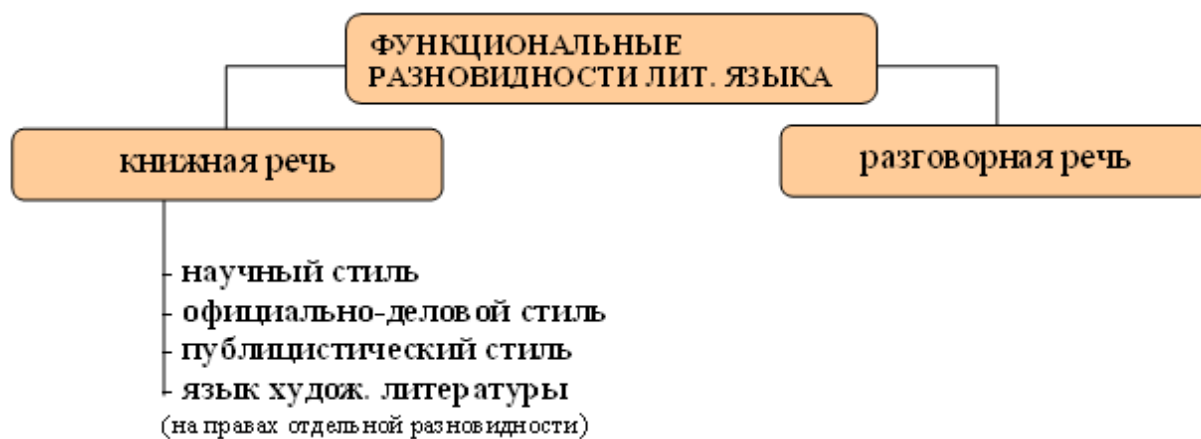 ФУНКЦИОНАЛЬНЫЕ
РАЗНОВИДНОСТИ ЛИТ. ЯЗЫКА
книжная речь
разговорная речь
- научный стиль
- официально-деловой стиль
- публицистический стиль
- язык худож. литературы
(на правах отдельной разновидности)